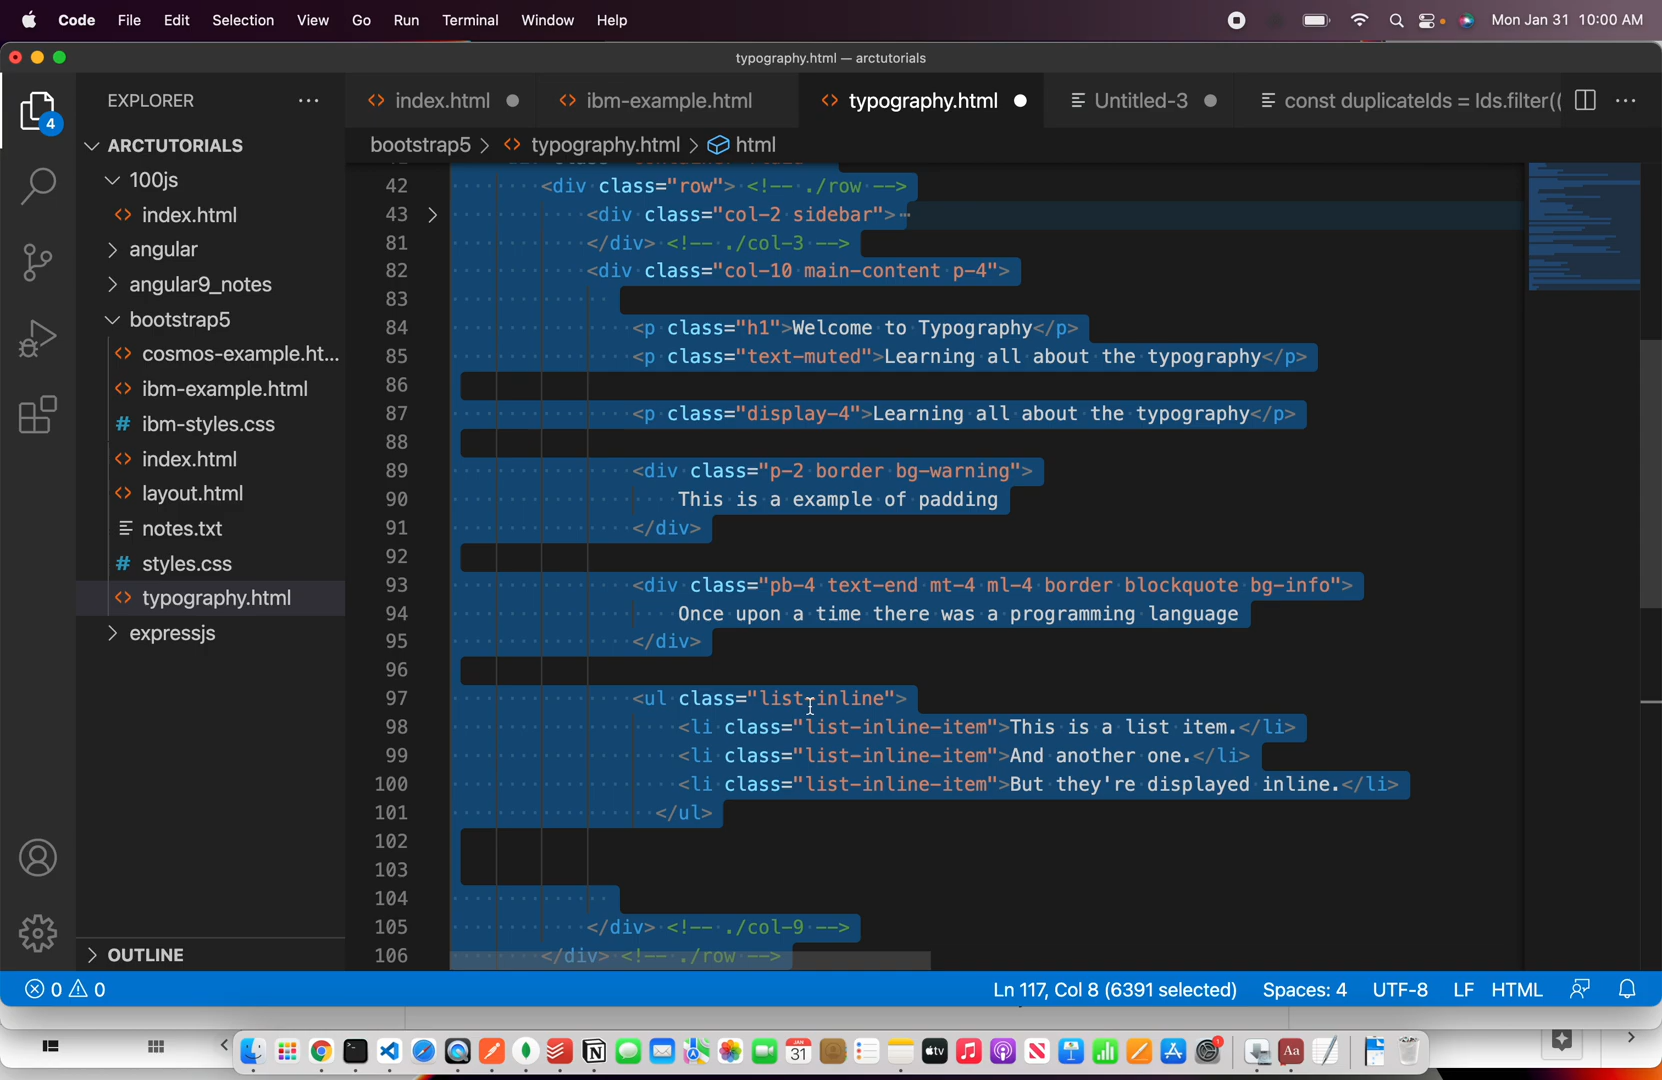 Code File Edit Selection View Go Run Terminal Window Help Mon Jan 31 10:00 AM
typography.html — arctutorials
EXPLORER ··· <> index.html <> ibm-example.html <> typography.html Untitled-3 const duplicateIds = Ids.filter(( ···
4
ARCTUTORIALS
bootstrap5 > <> typography.html > html
100js
<> index.html
angular
angular9_notes
bootstrap5
<> cosmos-example.ht...
<> ibm-example.html
# ibm-styles.css
<> index.html
<> layout.html
notes.txt
# styles.css
<> typography.html
expressjs
OUTLINE
42 <div class="row"> <!-- ./row -->
43 <div class="col-2 sidebar">…
81 </div> <!-- ./col-3 -->
82 <div class="col-10 main-content p-4">
83
84 <p class="h1">Welcome to Typography</p>
85 <p class="text-muted">Learning all about the typography</p>
86
87 <p class="display-4">Learning all about the typography</p>
88
89 <div class="p-2 border bg-warning">
90 This is a example of padding
91 </div>
92
93 <div class="pb-4 text-end mt-4 ml-4 border blockquote bg-info">
94 Once upon a time there was a programming language
95 </div>
96
97 <ul class="list-inline">
98 <li class="list-inline-item">This is a list item.</li>
99 <li class="list-inline-item">And another one.</li>
100 <li class="list-inline-item">But they're displayed inline.</li>
101 </ul>
102
103
104
105 </div> <!-- ./col-9 -->
106 </div> <!-- ./row -->
0 0 Ln 117, Col 8 (6391 selected) Spaces: 4 UTF-8 LF HTML
JAN
31
tv
1
Aa